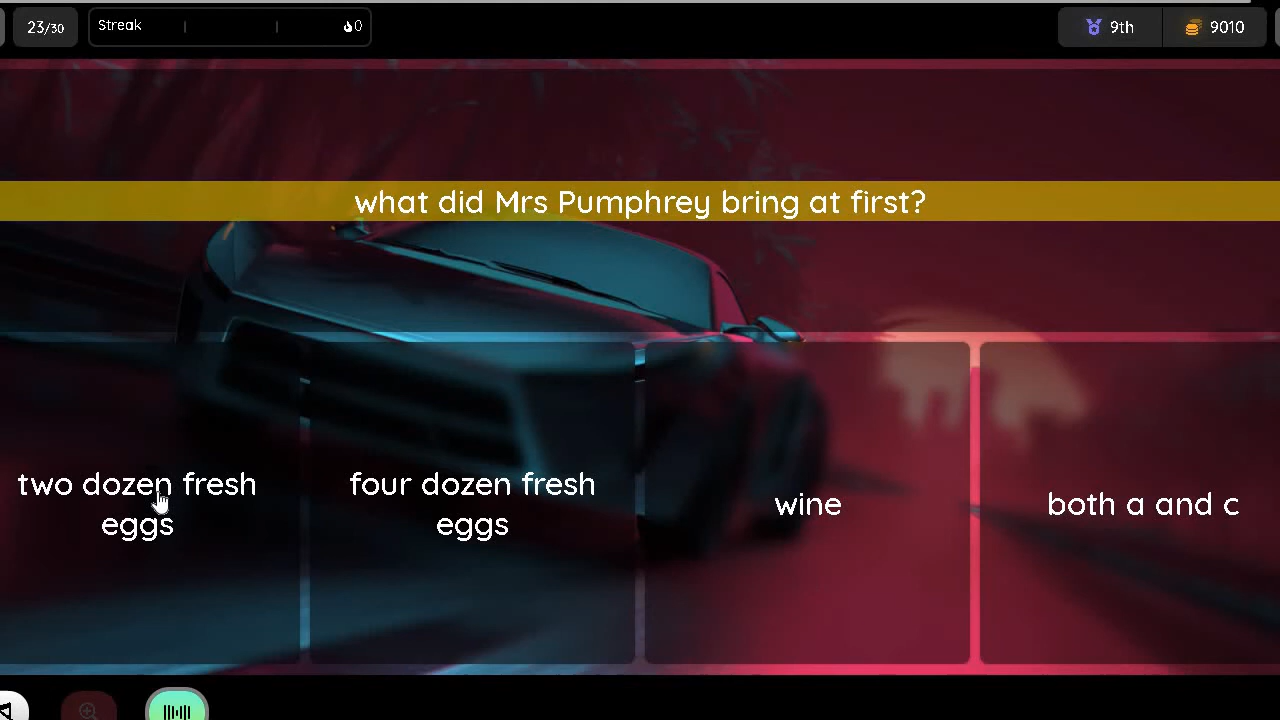 23/30
Streak
0
9th
9010
what did Mrs Pumphrey bring at first?
two dozen fresh
eggs
four dozen fresh
eggs
wine
both a and c